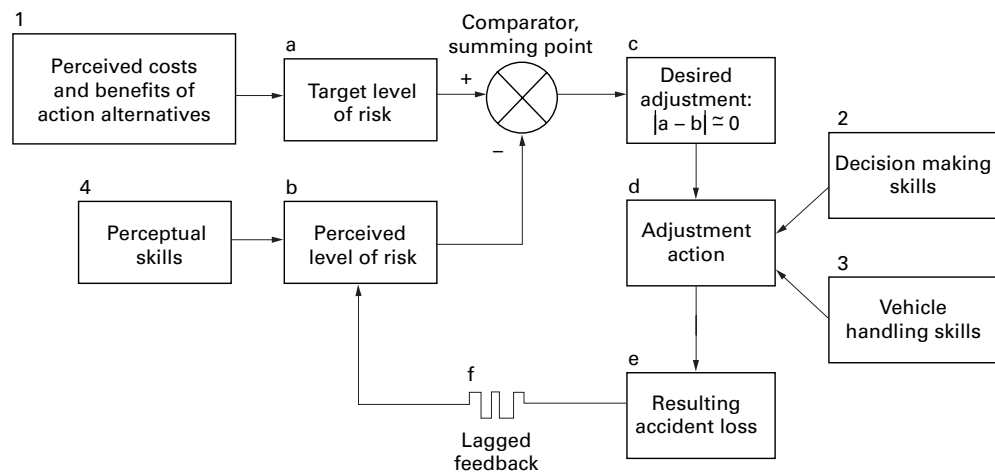 1
Perceived costs
and benefits of
action alternatives
a
Target level
of risk
+
Comparator,
summing point
−
c
Desired
adjustment:
|a − b| ≃ 0
2
Decision making
skills
4
Perceptual
skills
b
Perceived
level of risk
d
Adjustment
action
3
Vehicle
handling skills
e
Resulting
accident loss
f
Lagged
feedback